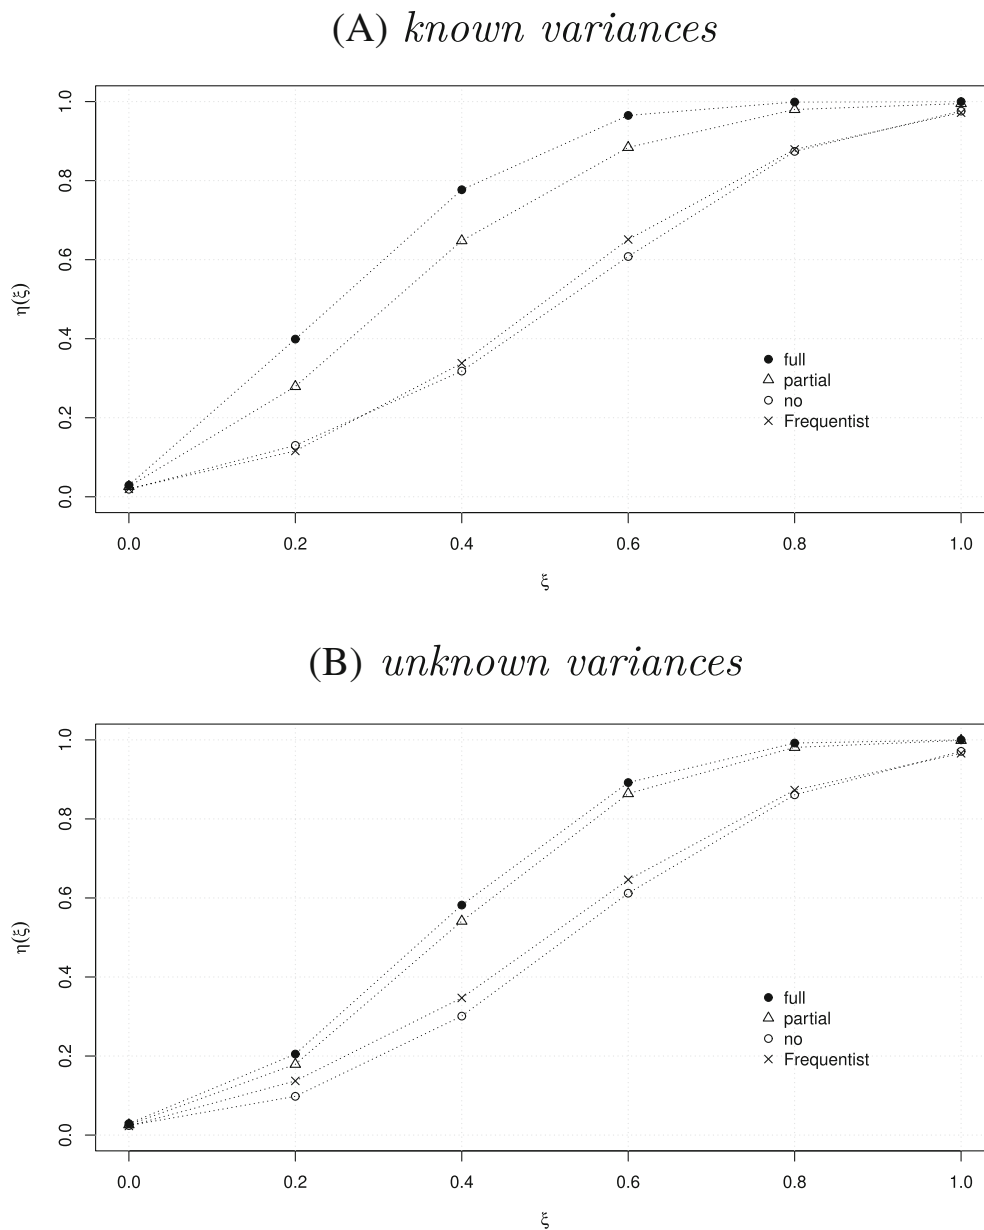 (A) known variances
1.0
0.8
0.6
0.4
0.2
0.0
η(ξ)
full
partial
no
Frequentist
0.0 0.2 0.4 0.6 0.8 1.0
ξ
(B) unknown variances
1.0
0.8
0.6
0.4
0.2
0.0
η(ξ)
full
partial
no
Frequentist
0.0 0.2 0.4 0.6 0.8 1.0
ξ